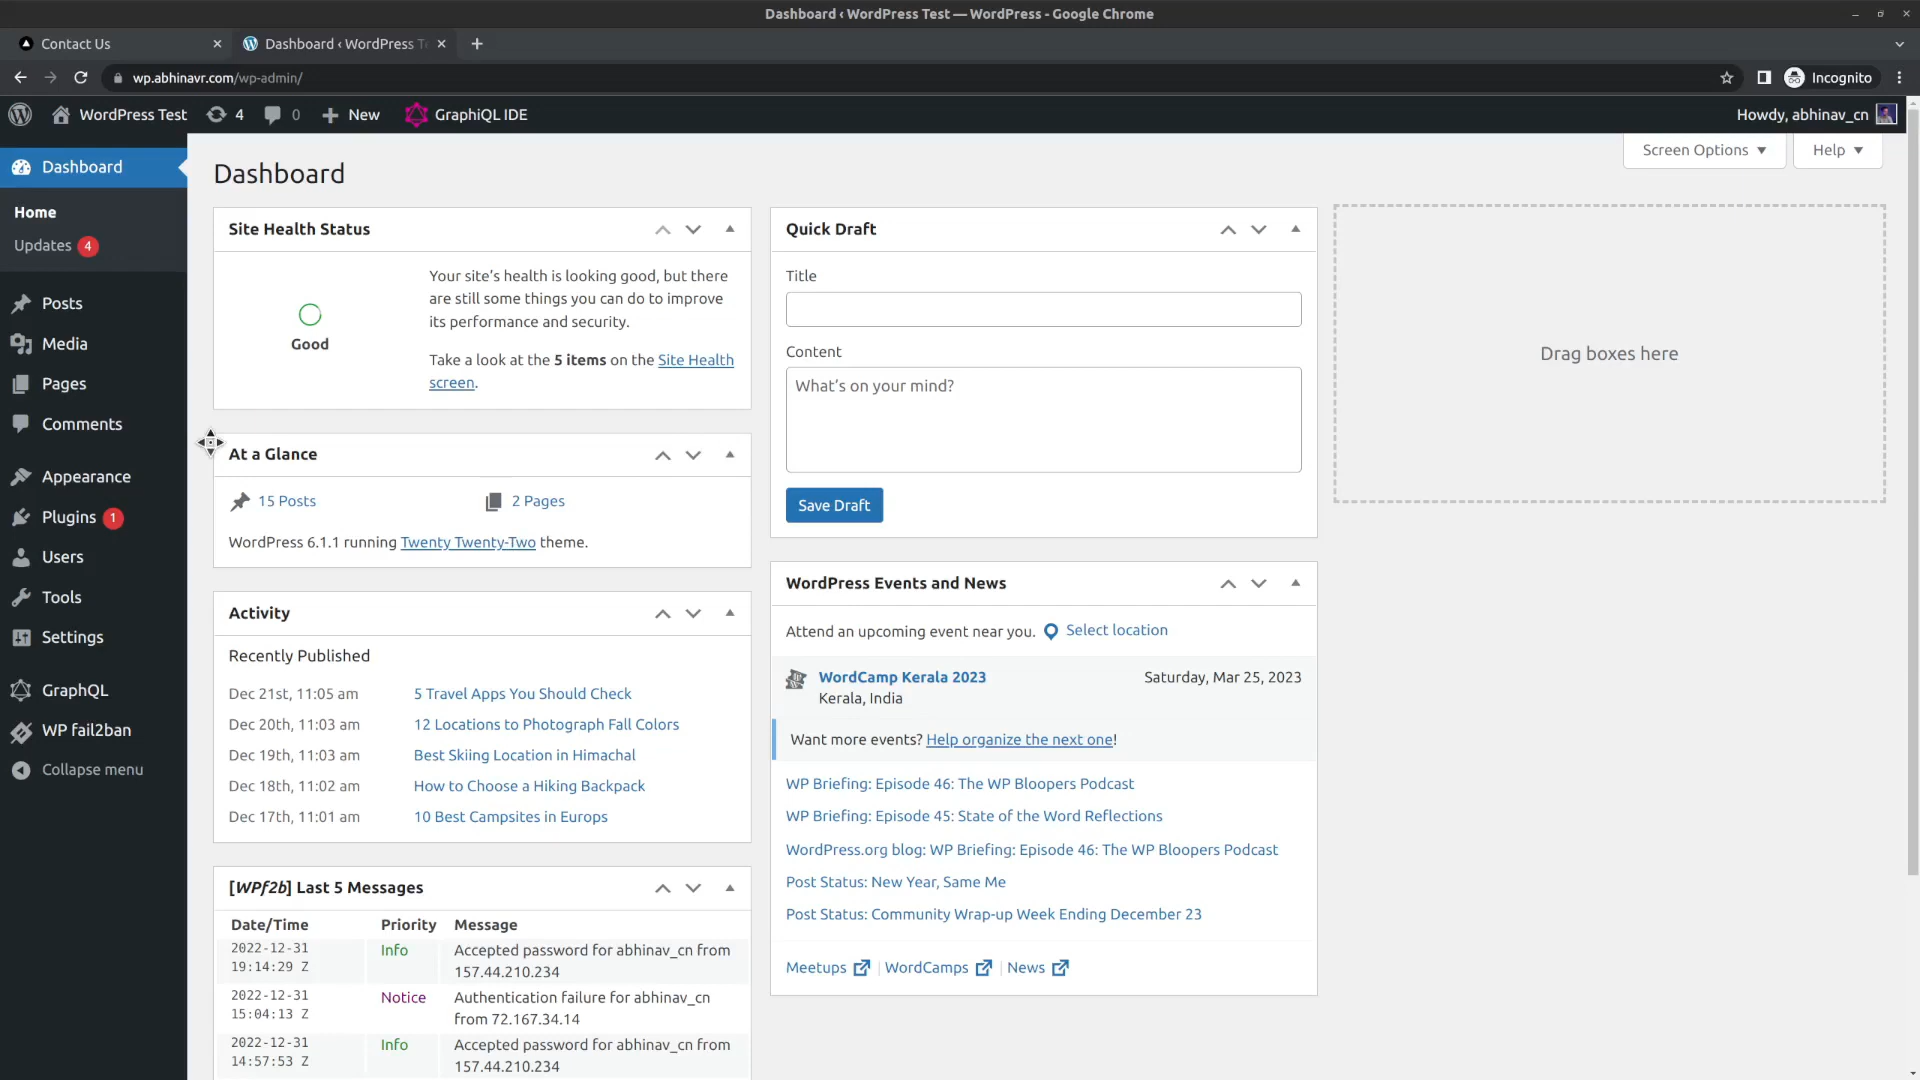 Dashboard ‹ WordPress Test — WordPress - Google Chrome
Contact Us
Dashboard ‹ WordPress Te
wp.abhinavr.com/wp-admin/
Incognito
WordPress Test
4
0
New
GraphiQL IDE
Howdy, abhinav_cn
Dashboard
Home
Updates 4
Posts
Media
Pages
Comments
Appearance
Plugins 1
Users
Tools
Settings
GraphQL
WP fail2ban
Collapse menu
Screen Options
Help
Dashboard
Site Health Status
Good
Your site's health is looking good, but there
are still some things you can do to improve
its performance and security.
Take a look at the 5 items on the Site Health
screen.
At a Glance
15 Posts
2 Pages
WordPress 6.1.1 running Twenty Twenty-Two theme.
Activity
Recently Published
Dec 21st, 11:05 am 5 Travel Apps You Should Check
Dec 20th, 11:03 am 12 Locations to Photograph Fall Colors
Dec 19th, 11:03 am Best Skiing Location in Himachal
Dec 18th, 11:02 am How to Choose a Hiking Backpack
Dec 17th, 11:01 am 10 Best Campsites in Europs
[WPf2b] Last 5 Messages
Date/Time Priority Message
2022-12-31
19:14:29 Z
Info
Accepted password for abhinav_cn from
157.44.210.234
2022-12-31
15:04:13 Z
Notice
Authentication failure for abhinav_cn
from 72.167.34.14
2022-12-31
14:57:53 Z
Info
Accepted password for abhinav_cn from
157.44.210.234
Quick Draft
Title
Content
What's on your mind?
Save Draft
WordPress Events and News
Attend an upcoming event near you. Select location
WordCamp Kerala 2023
Saturday, Mar 25, 2023
Kerala, India
Want more events? Help organize the next one!
WP Briefing: Episode 46: The WP Bloopers Podcast
WP Briefing: Episode 45: State of the Word Reflections
WordPress.org blog: WP Briefing: Episode 46: The WP Bloopers Podcast
Post Status: New Year, Same Me
Post Status: Community Wrap-up Week Ending December 23
Meetups | WordCamps | News
Drag boxes here